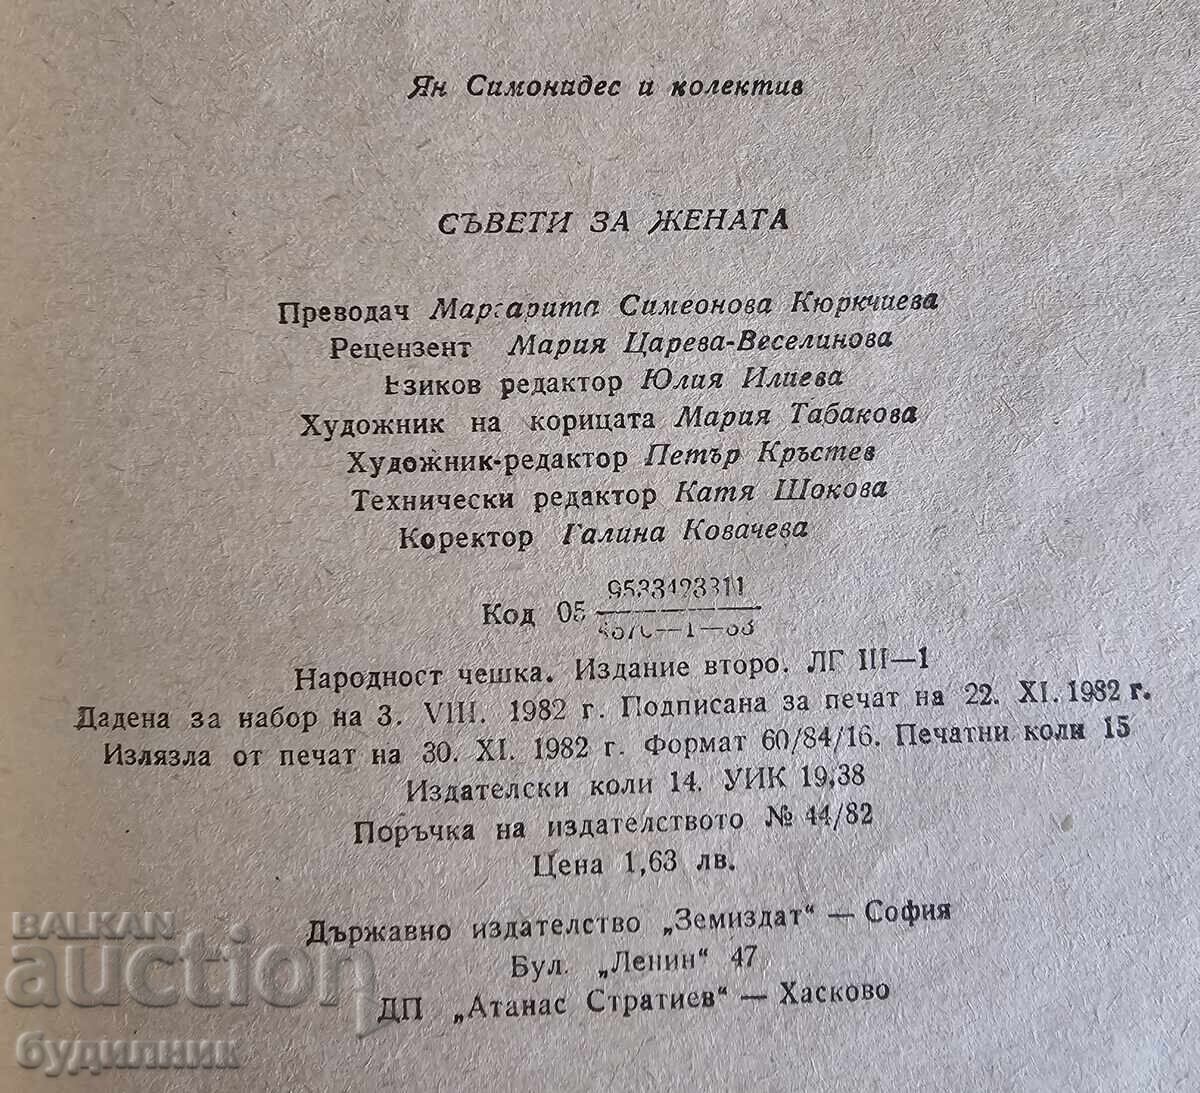 Ян Симонидес и колектив
СЪВЕТИ ЗА ЖЕНАТА
Преводач Маргарита Симеонова Кюркчиева
Рецензент Мария Царева-Веселинова
Езиков редактор Юлия Илиева
Художник на корицата Мария Табакова
Художник-редактор Петър Кръстев
Технически редактор Катя Шокова
Коректор Галина Ковачева
Код 05
Народност чешка. Издание второ. ЛГ III—1
Дадена за набор на 3. VIII. 1982 г. Подписана за печат на 22. XI. 1982 г.
Излязла от печат на 30. XI. 1982 г. Формат 60/84/16. Печатни коли 15
Издателски коли 14. УИК 19,38
Поръчка на издателството № 44/82
Цена 1,63 лв.
Държавно издателство „Земиздат“ — София
Бул. „Ленин“ 47
ДП „Атанас Стратиев“ — Хасково
BALKAN
auction
будилник